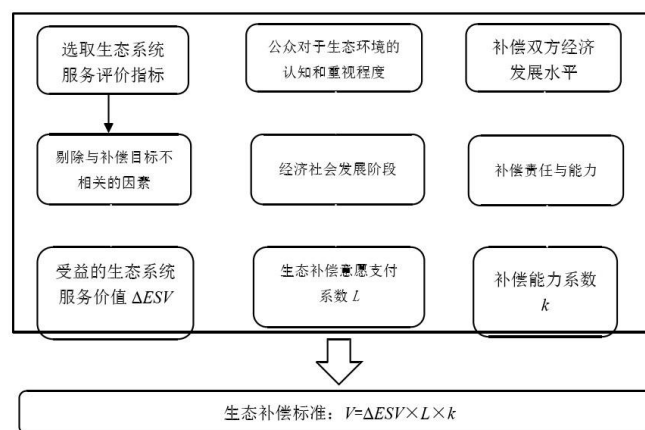 选取生态系统
服务评价指标
公众对于生态环境的
认知和重视程度
补偿双方经济
发展水平
剔除与补偿目标不
相关的因素
经济社会发展阶段
补偿责任与能力
受益的生态系统
服务价值 ΔESV
生态补偿意愿支付
系数 L
补偿能力系数
k
生态补偿标准：V=ΔESV×L×k